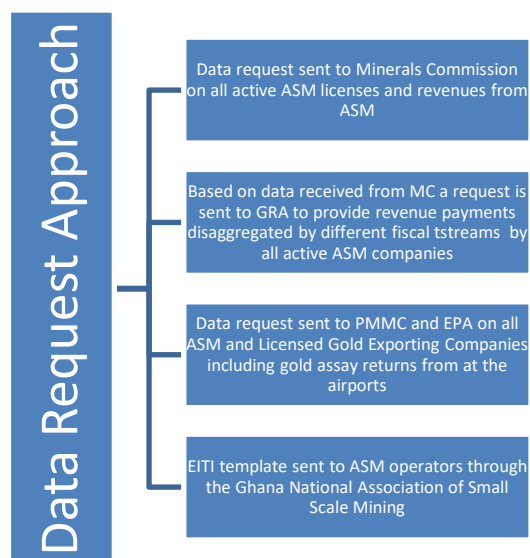 Data Request Approach
Data request sent to Minerals Commission
on all active ASM licenses and revenues from
ASM
Based on data received from MC a request is
sent to GRA to provide revenue payments
disaggregated by different fiscal tstreams by
all active ASM companies
Data request sent to PMMC and EPA on all
ASM and Licensed Gold Exporting Companies
including gold assay returns from at the
airports
EITI template sent to ASM operators through
the Ghana National Association of Small
Scale Mining